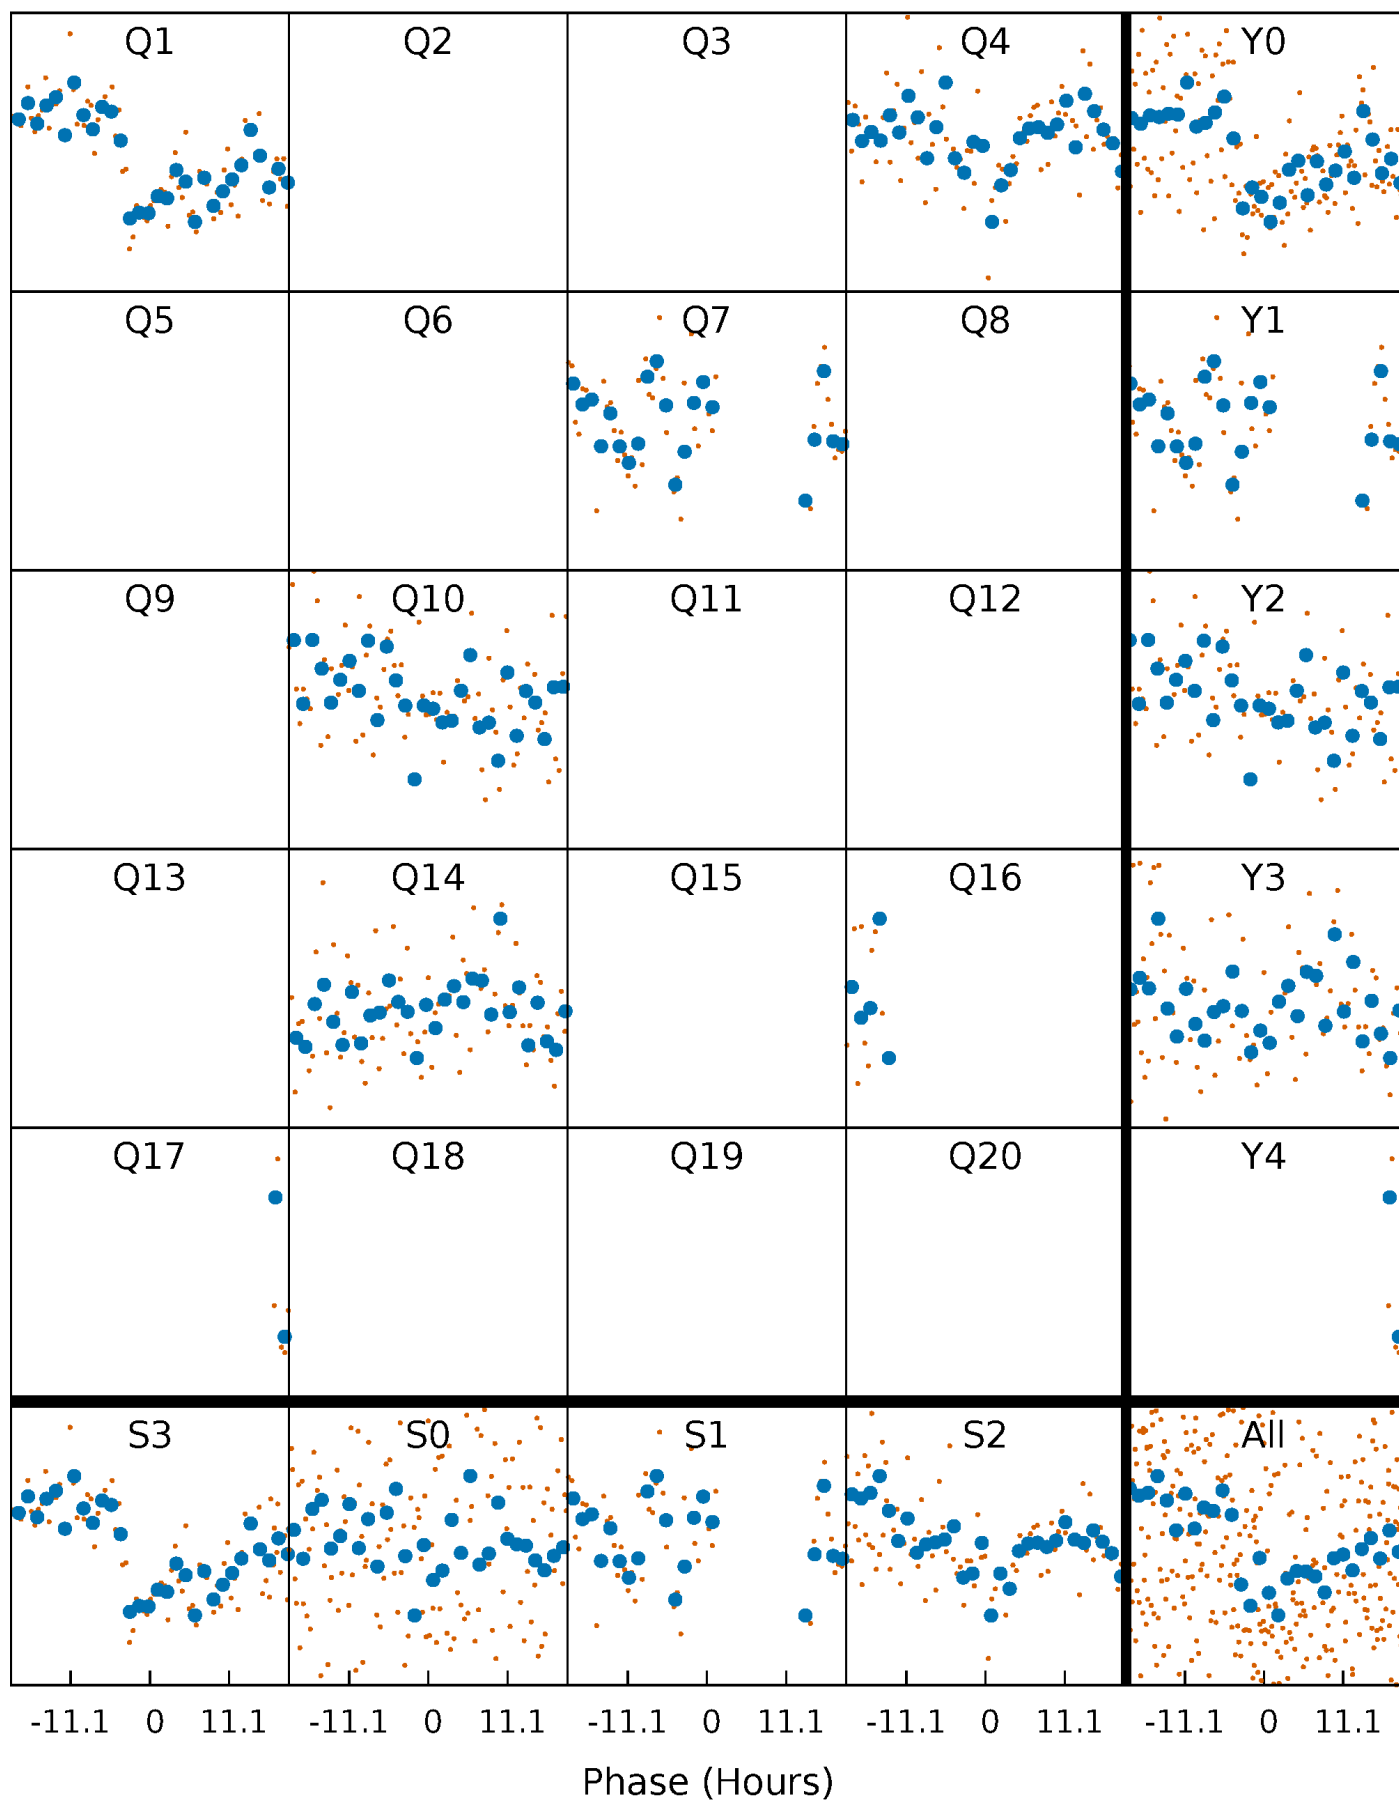 Q1 Q2 Q3 Q4 Y0
Q5 Q6 Q7 Q8 Y1
Q9 Q10 Q11 Q12 Y2
Q13 Q14 Q15 Q16 Y3
Q17 Q18 Q19 Q20 Y4
S3 S0 S1 S2 All
-11.1 0 11.1 -11.1 0 11.1 -11.1 0 11.1 -11.1 0 11.1 -11.1 0 11.1
Phase (Hours)